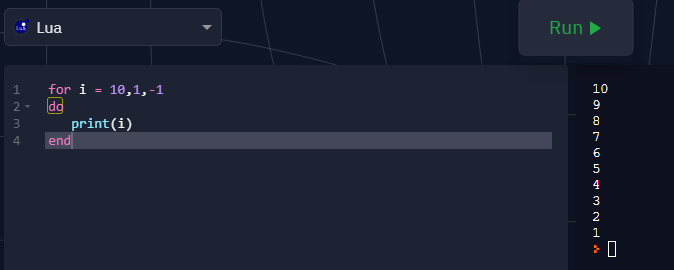 Lua
Run
1 for i = 10,1,-1
2 do
3 print(i)
4 end
10
9
8
7
6
5
4
3
2
1
>